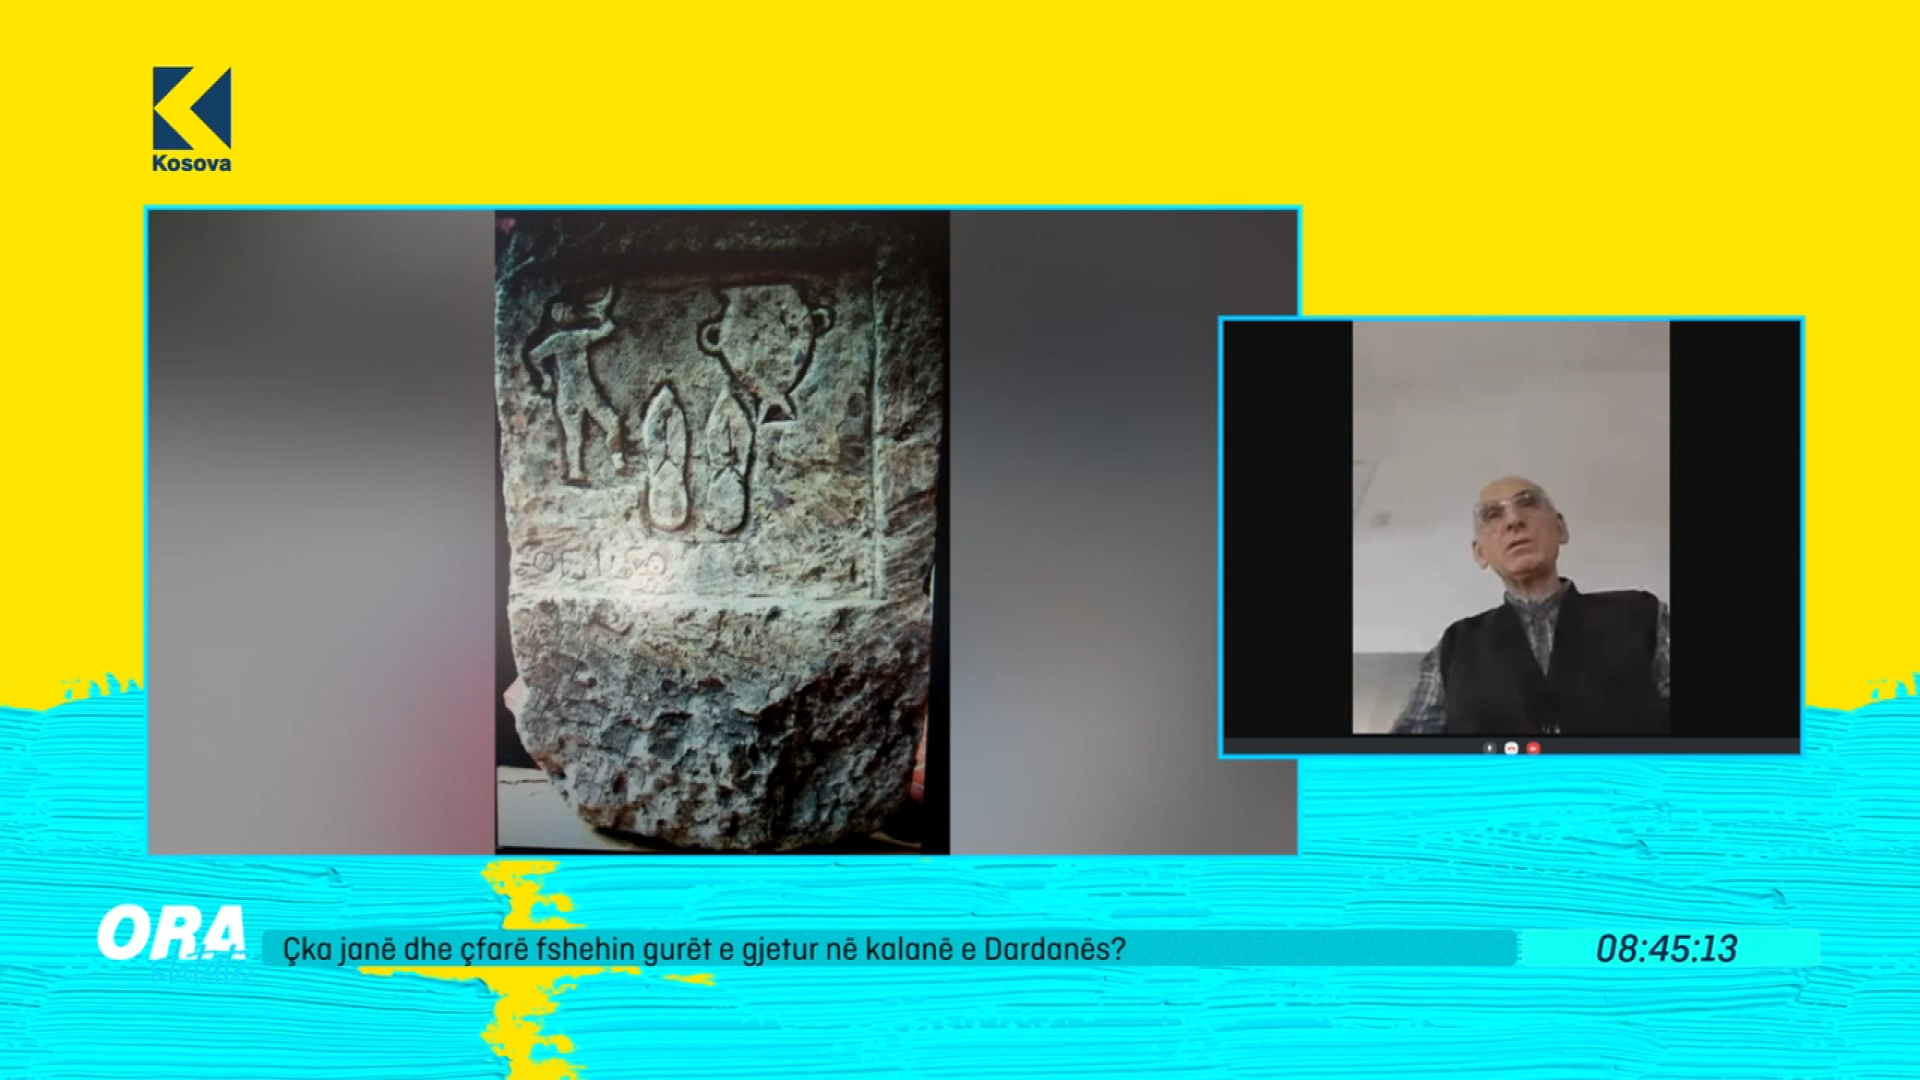 Kosova
ORA
Çka janë dhe çfarë fshehin gurët e gjetur në kalanë e Dardanës?
08:45:13